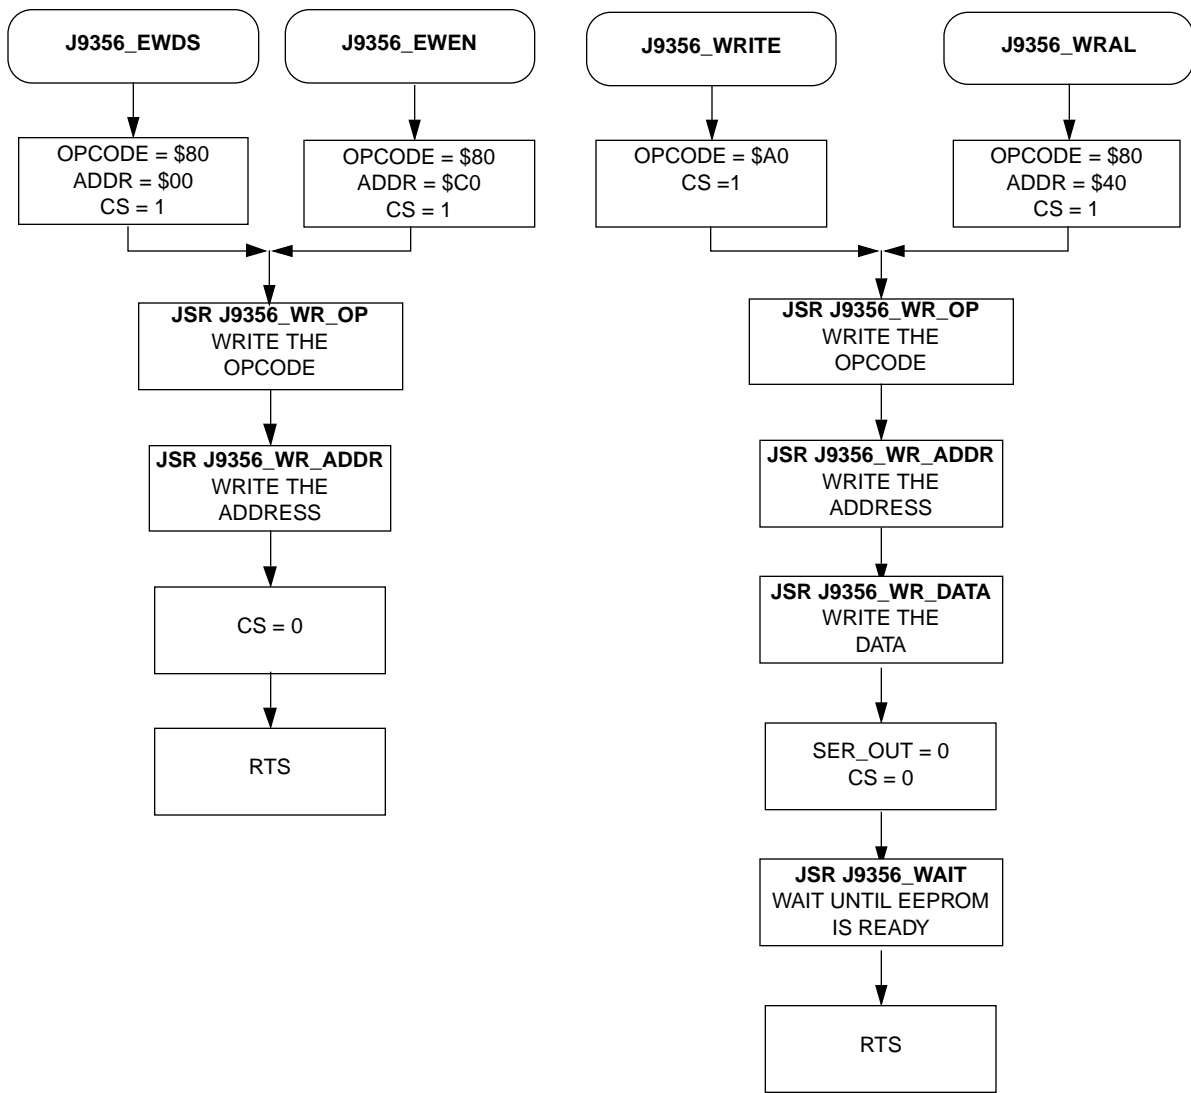 J9356_EWDS
OPCODE = $80
ADDR = $00
CS = 1
J9356_EWEN
OPCODE = $80
ADDR = $C0
CS = 1
JSR J9356_WR_OP
WRITE THE
OPCODE
JSR J9356_WR_ADDR
WRITE THE
ADDRESS
CS = 0
RTS
J9356_WRITE
OPCODE = $A0
CS =1
J9356_WRAL
OPCODE = $80
ADDR = $40
CS = 1
JSR J9356_WR_OP
WRITE THE
OPCODE
JSR J9356_WR_ADDR
WRITE THE
ADDRESS
JSR J9356_WR_DATA
WRITE THE
DATA
SER_OUT = 0
CS = 0
JSR J9356_WAIT
WAIT UNTIL EEPROM
IS READY
RTS